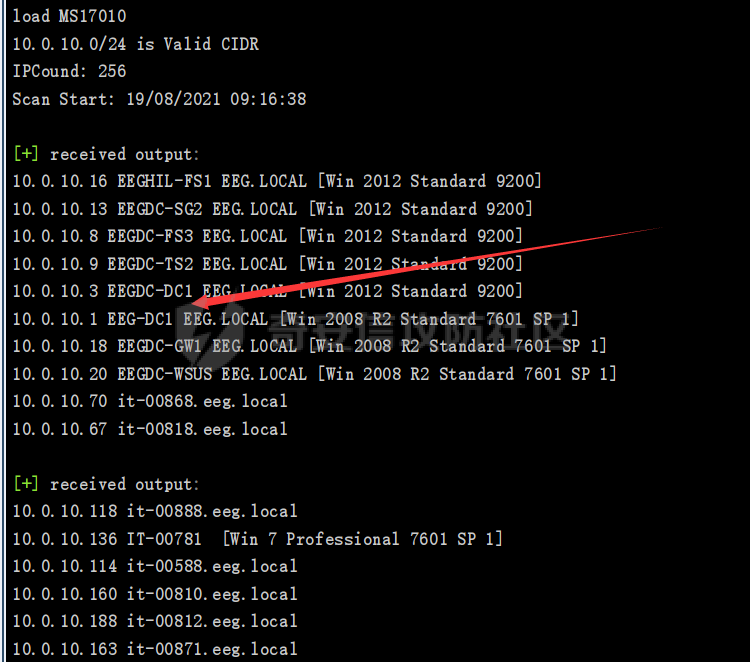 load MS17010
10.0.10.0/24 is Valid CIDR
IPCound: 256
Scan Start: 19/08/2021 09:16:38
[+] received output:
10.0.10.16 EEGHIL-FS1 EEG.LOCAL [Win 2012 Standard 9200]
10.0.10.13 EEGDC-SG2 EEG.LOCAL [Win 2012 Standard 9200]
10.0.10.8 EEGDC-FS3 EEG.LOCAL [Win 2012 Standard 9200]
10.0.10.9 EEGDC-TS2 EEG.LOCAL [Win 2012 Standard 9200]
10.0.10.3 EEGDC-DC1 EEG.LOCAL [Win 2012 Standard 9200]
10.0.10.1 EEG-DC1 EEG.LOCAL [Win 2008 R2 Standard 7601 SP 1]
奇安信攻防社区
10.0.10.18 EEGDC-GW1 EEG.LOCAL [Win 2008 R2 Standard 7601 SP 1]
10.0.10.20 EEGDC-WSUS EEG.LOCAL [Win 2008 R2 Standard 7601 SP 1]
10.0.10.70 it-00868.eeg.local
10.0.10.67 it-00818.eeg.local
[+] received output:
10.0.10.118 it-00888.eeg.local
10.0.10.136 IT-00781  [Win 7 Professional 7601 SP 1]
10.0.10.114 it-00588.eeg.local
10.0.10.160 it-00810.eeg.local
10.0.10.188 it-00812.eeg.local
10.0.10.163 it-00871.eeg.local